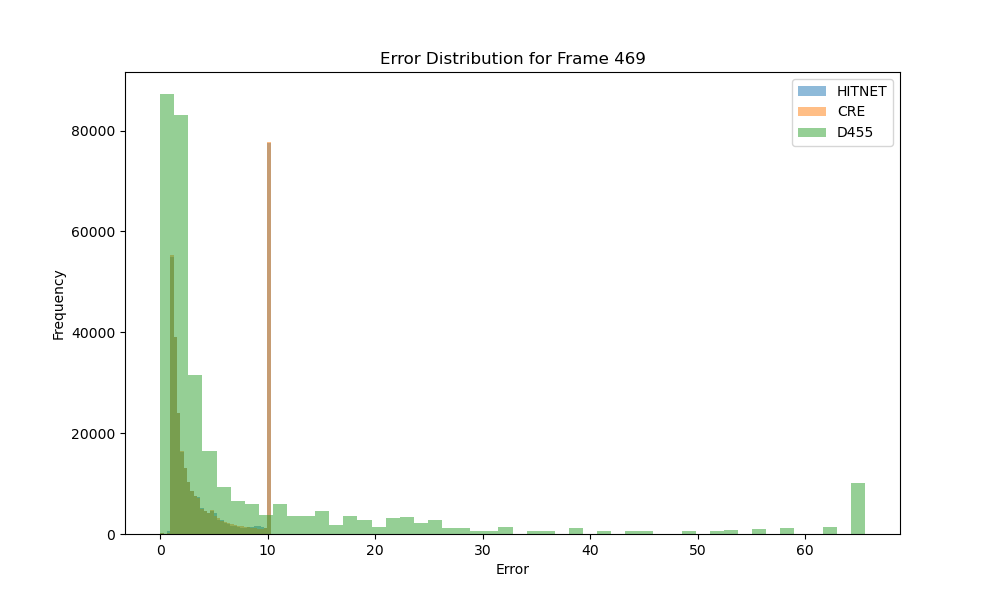 Error Distribution for Frame 469
HITNET
CRE
D455
80000
60000
40000
20000
0
Frequency
0 10 20 30 40 50 60
Error